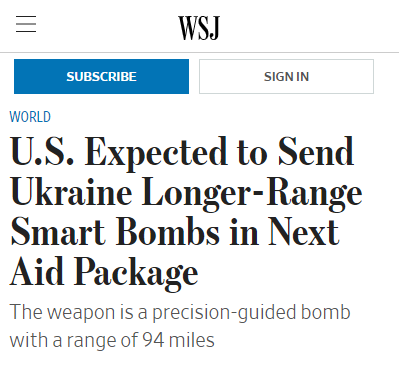 WSJ
SUBSCRIBE
SIGN IN
WORLD
U.S. Expected to Send
Ukraine Longer-Range
Smart Bombs in Next
Aid Package
The weapon is a precision-guided bomb
with a range of 94 miles